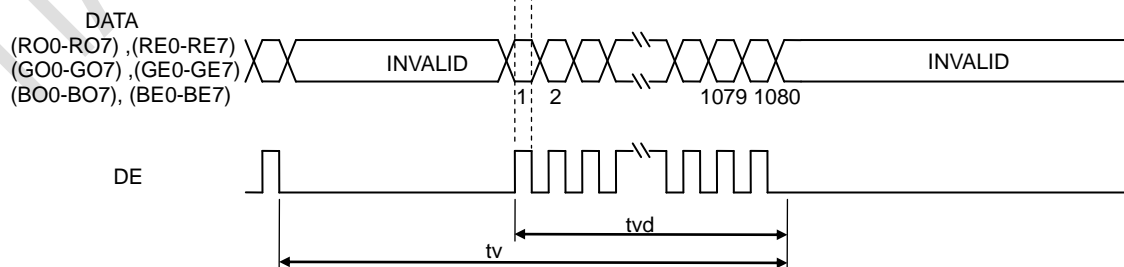 DATA
(RO0-RO7) ,(RE0-RE7)
(GO0-GO7) ,(GE0-GE7)
(BO0-BO7), (BE0-BE7)
INVALID
INVALID
1 2 1079 1080
DE
tvd
tv